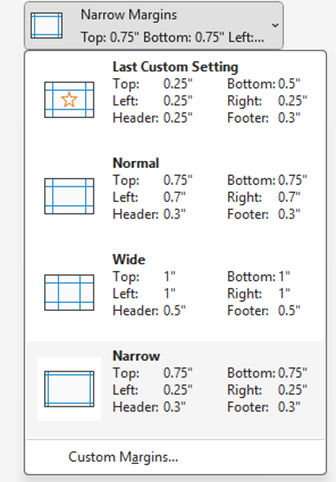 Narrow Margins
Top: 0.75" Bottom: 0.75" Left:...
Last Custom Setting
Top: 0.25" Bottom: 0.5"
Left: 0.25" Right: 0.25"
Header: 0.25" Footer: 0.3"
Normal
Top: 0.75" Bottom: 0.75"
Left: 0.7" Right: 0.7"
Header: 0.3" Footer: 0.3"
Wide
Top: 1" Bottom: 1"
Left: 1" Right: 1"
Header: 0.5" Footer: 0.5"
Narrow
Top: 0.75" Bottom: 0.75"
Left: 0.25" Right: 0.25"
Header: 0.3" Footer: 0.3"
Custom Margins...